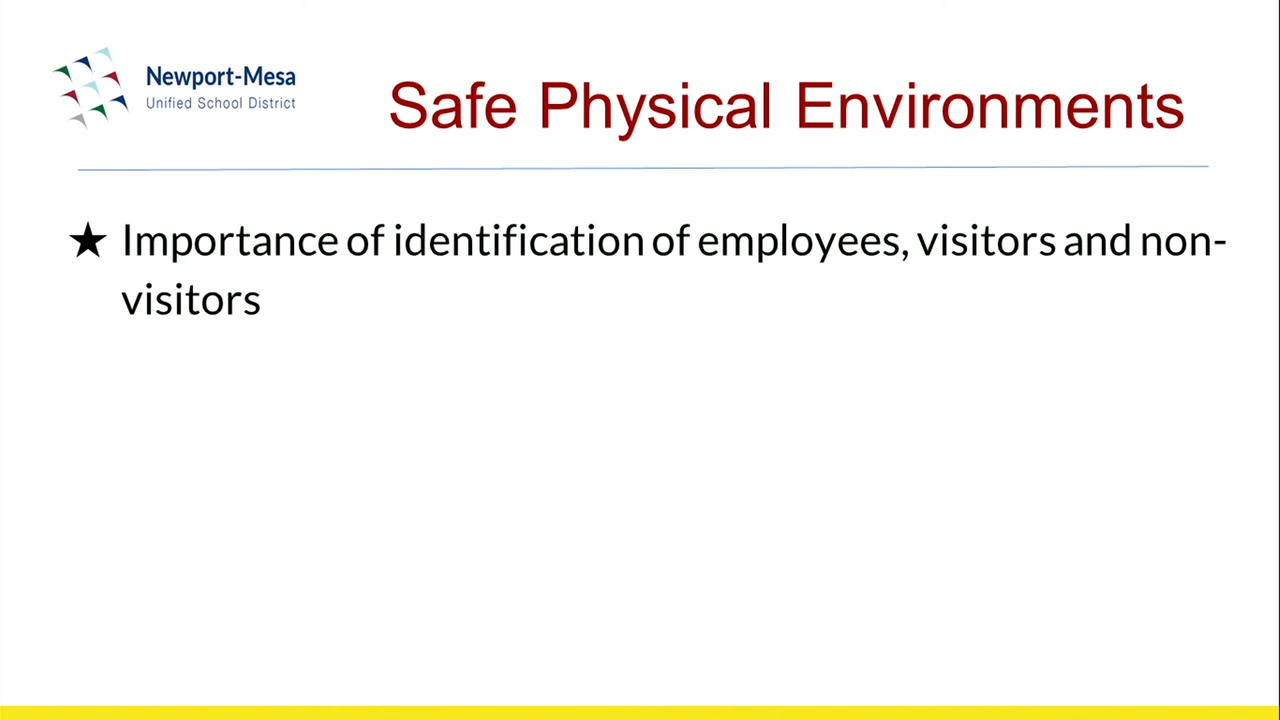 Newport-Mesa
Unified School District
Safe Physical Environments
★ Importance of identification of employees, visitors and non-
visitors